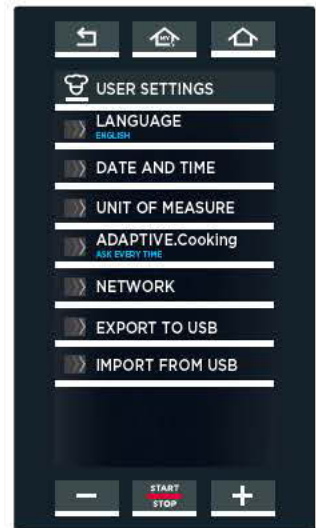 MY
USER SETTINGS
LANGUAGE
ENGLISH
DATE AND TIME
UNIT OF MEASURE
ADAPTIVE.Cooking
ASK EVERY TIME
NETWORK
EXPORT TO USB
IMPORT FROM USB
START
STOP